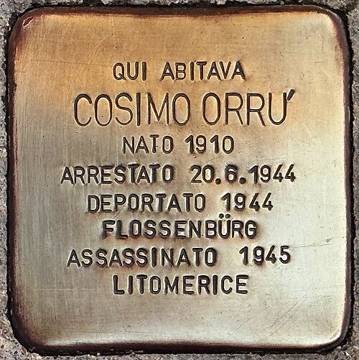 QUI ABITAVA
COSIMO ORRU'
NATO 1910
ARRESTATO 20.6.1944
DEPORTATO 1944
FLOSSENBÜRG
ASSASSINATO 1945
LITOMERICE